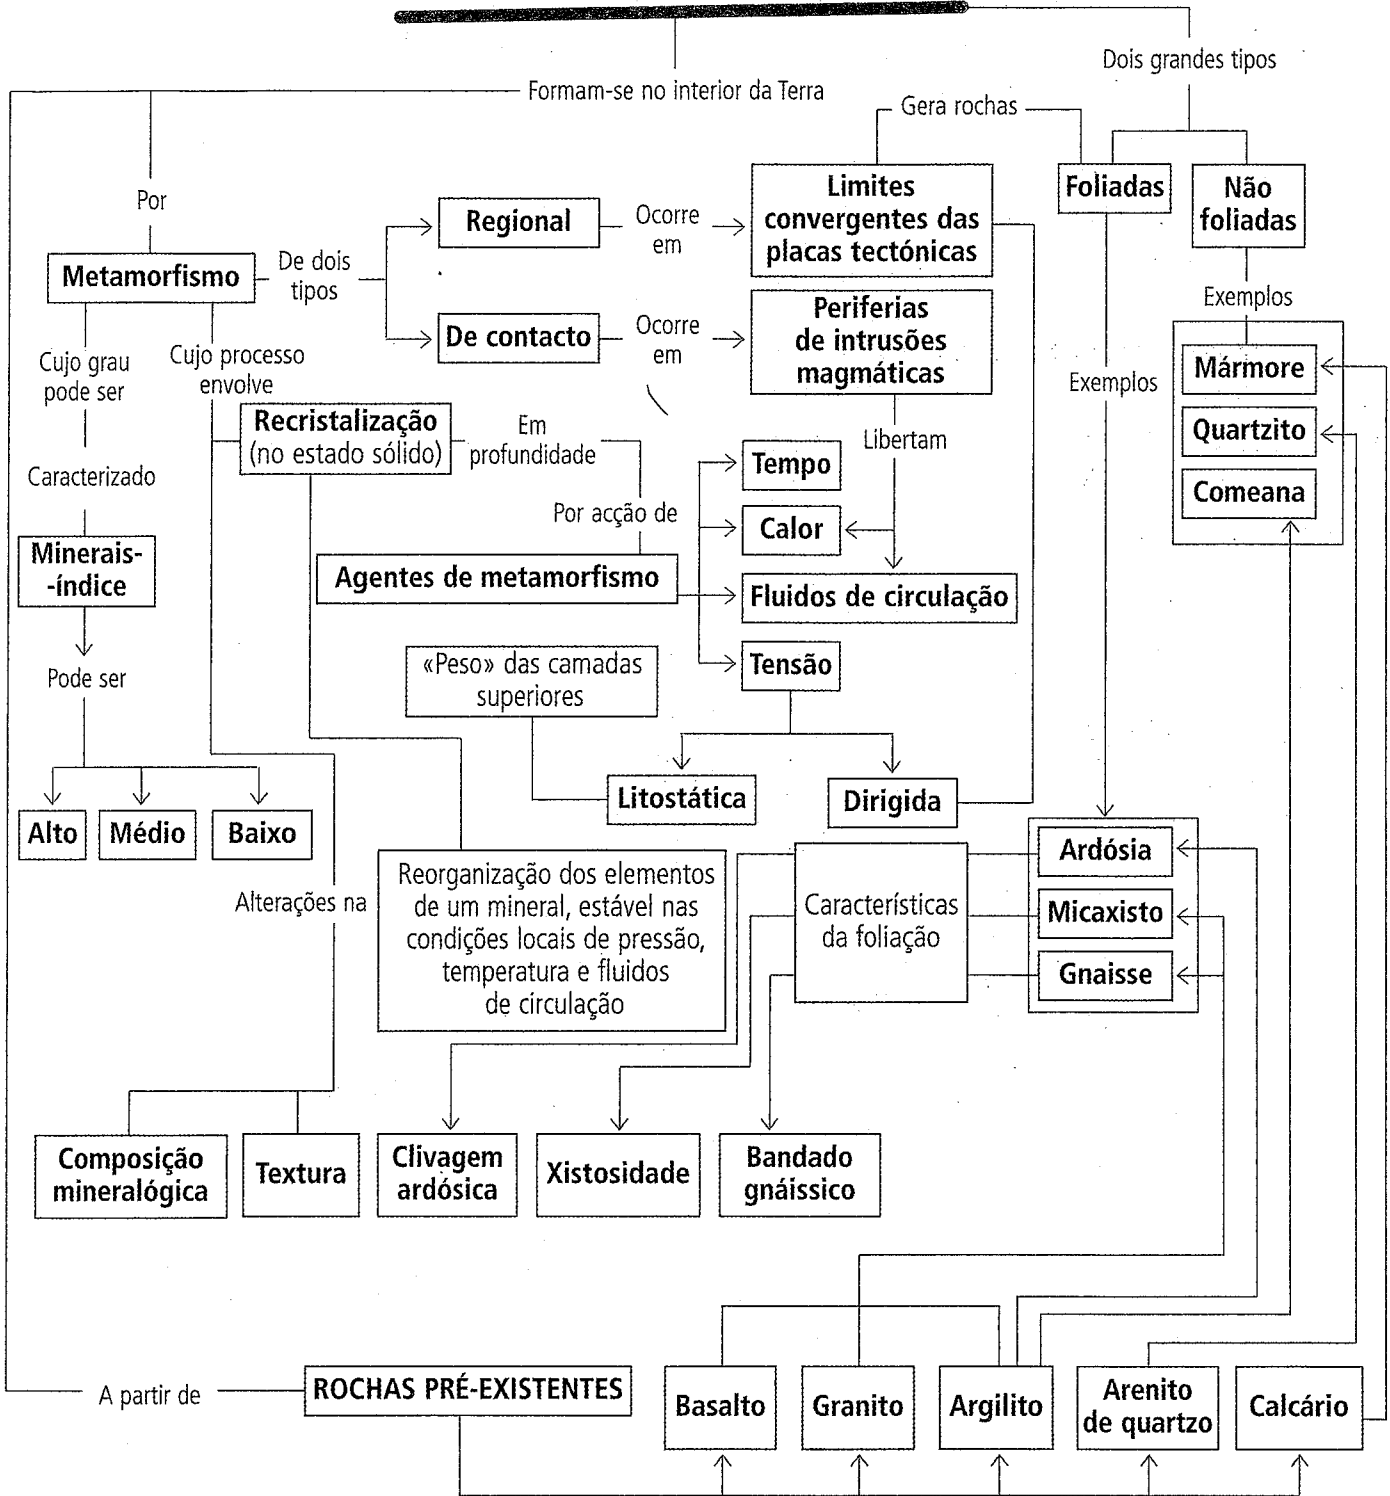 Dois grandes tipos
Formam-se no interior da Terra
Gera rochas
Por
Limites
convergentes das
placas tectónicas
Foliadas
Não
foliadas
Regional
Ocorre
em
Metamorfismo
De dois
tipos
Periferias
de intrusões
magmáticas
Exemplos
De contacto
Ocorre
em
Cujo grau
pode ser
Cujo processo
envolve
Mármore
Exemplos
Recristalização
(no estado sólido)
Em
profundidade
Libertam
Quartzito
Tempo
Caracterizado
Comeana
Por acção de
Calor
Minerais-
-índice
Agentes de metamorfismo
Fluidos de circulação
«Peso» das camadas
superiores
Tensão
Pode ser
Litostática
Dirigida
Alto
Médio
Baixo
Ardósia
Alterações na
Reorganização dos elementos
de um mineral, estável nas
condições locais de pressão,
temperatura e fluidos
de circulação
Características
da foliação
Micaxisto
Gnaisse
Composição
mineralógica
Textura
Clivagem
ardósica
Xistosidade
Bandado
gnáissico
A partir de
ROCHAS PRÉ-EXISTENTES
Basalto
Granito
Argilito
Arenito
de quartzo
Calcário